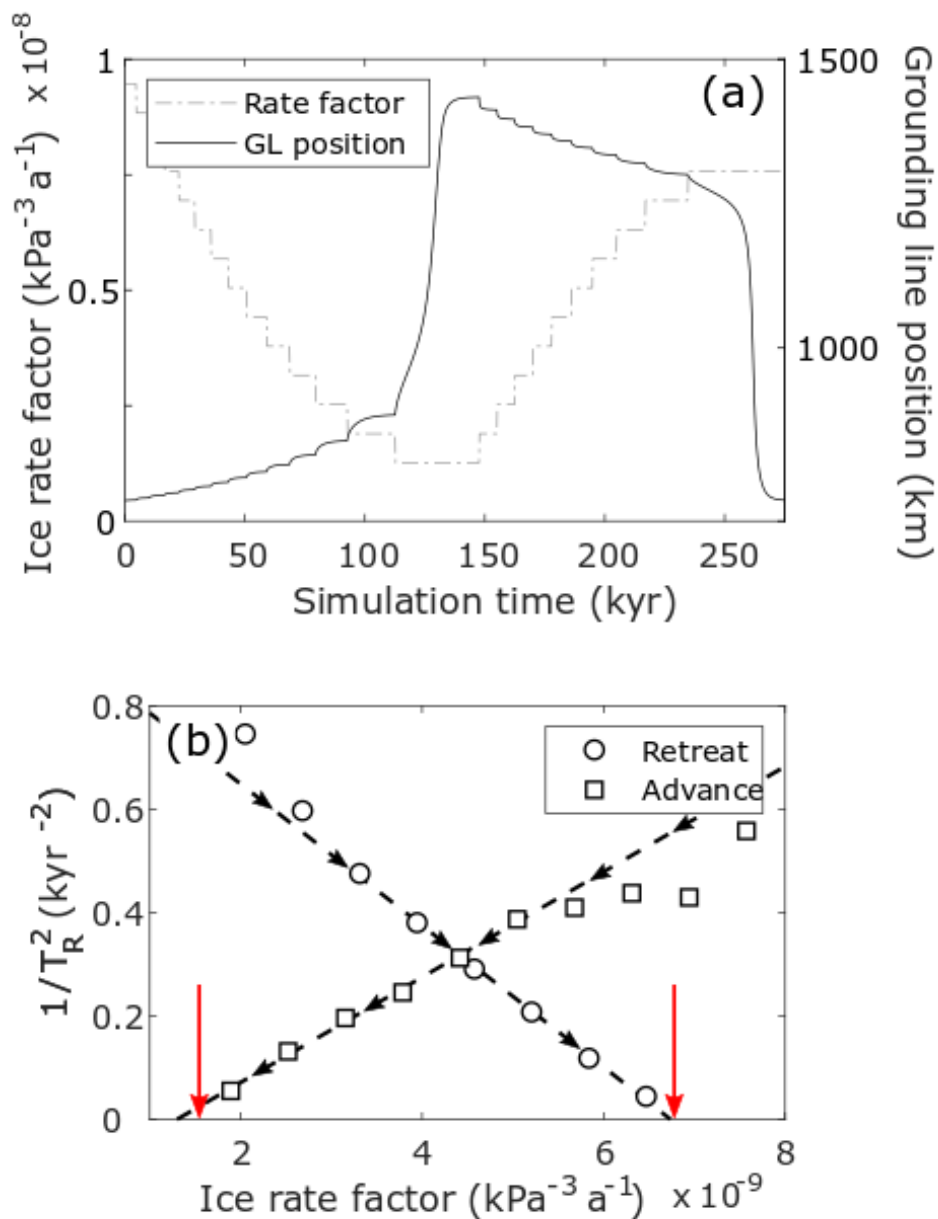 Ice rate factor (kPa⁻³ a⁻¹) x 10⁻⁸
1
0.5
0
Rate factor
GL position
(a)
1500
1000
Grounding line position (km)
0 50 100 150 200 250
Simulation time (kyr)
1/T_R² (kyr ⁻²)
0.8
0.6
0.4
0.2
0
(b)
Retreat
Advance
2 4 6 8
Ice rate factor (kPa⁻³ a⁻¹) x 10⁻⁹